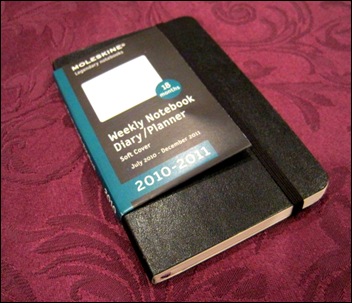 MOLESKINE®
Legendary notebooks
18
months
Weekly Notebook
Diary/Planner
Soft Cover
July 2010 - December 2011
2010-2011